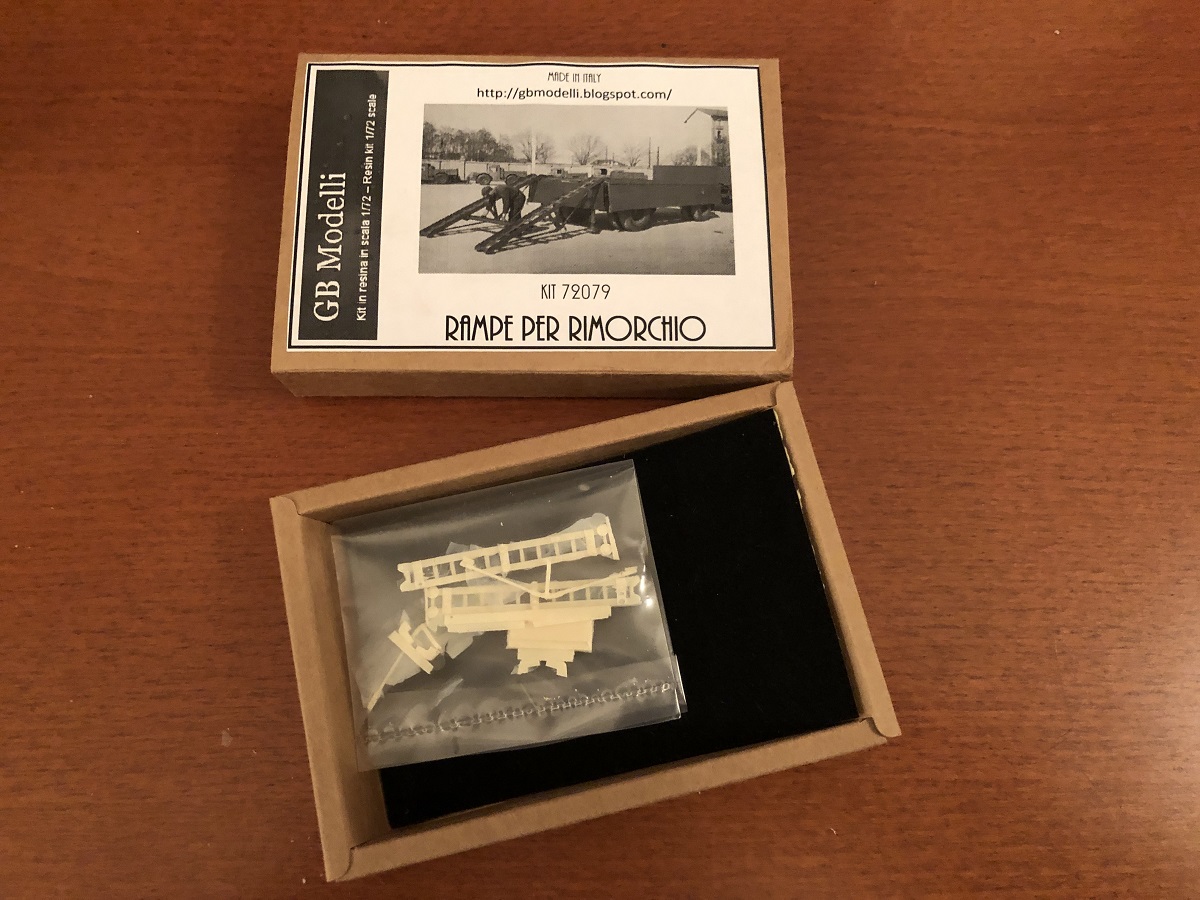 MADE IN ITALY
http://gbmodelli.blogspot.com/
GB Modelli
Kit in resina in scala 1/72 – Resin kit 1/72 scale
KIT 72079
RAMPE PER RIMORCHIO